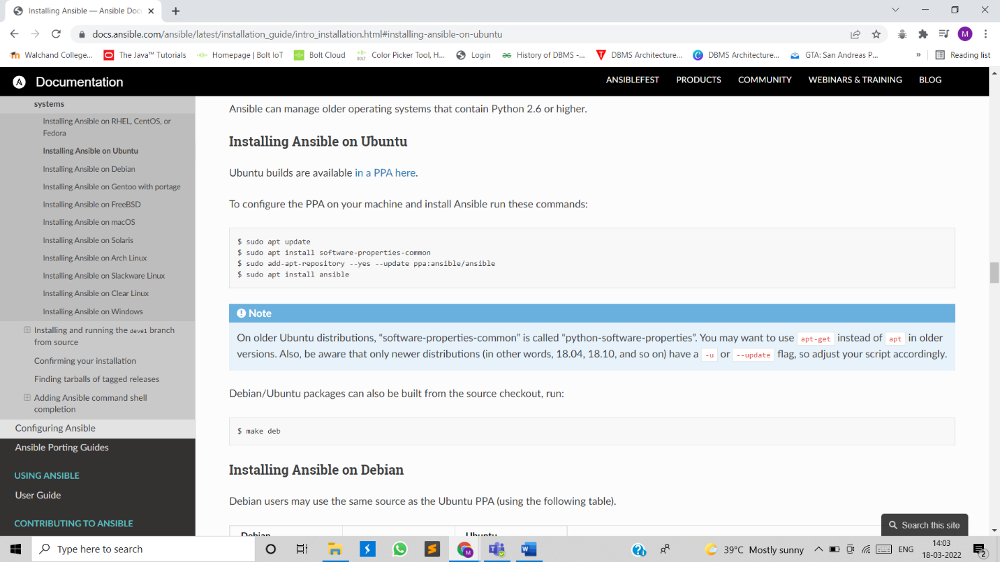 Installing Ansible — Ansible Doc
docs.ansible.com/ansible/latest/installation_guide/intro_installation.html#installing-ansible-on-ubuntu
M
Walchand College...
The Java™ Tutorials
Homepage | Bolt IoT
Bolt Cloud
Color Picker Tool, H...
Login
History of DBMS -...
DBMS Architecture...
DBMS Architecture...
GTA: San Andreas P...
»
Reading list
A Documentation
ANSIBLEFEST PRODUCTS COMMUNITY WEBINARS & TRAINING BLOG
systems
Installing Ansible on RHEL, CentOS, or
Fedora
Installing Ansible on Ubuntu
Installing Ansible on Debian
Installing Ansible on Gentoo with portage
Installing Ansible on FreeBSD
Installing Ansible on macOS
Installing Ansible on Solaris
Installing Ansible on Arch Linux
Installing Ansible on Slackware Linux
Installing Ansible on Clear Linux
Installing Ansible on Windows
Installing and running the devel branch
from source
Confirming your installation
Finding tarballs of tagged releases
Adding Ansible command shell
completion
Configuring Ansible
Ansible Porting Guides
USING ANSIBLE
User Guide
CONTRIBUTING TO ANSIBLE
Ansible can manage older operating systems that contain Python 2.6 or higher.
Installing Ansible on Ubuntu
Ubuntu builds are available in a PPA here.
To configure the PPA on your machine and install Ansible run these commands:
$ sudo apt update
$ sudo apt install software-properties-common
$ sudo add-apt-repository --yes --update ppa:ansible/ansible
$ sudo apt install ansible
Note
On older Ubuntu distributions, “software-properties-common” is called “python-software-properties”. You may want to use apt-get instead of apt in older
versions. Also, be aware that only newer distributions (in other words, 18.04, 18.10, and so on) have a -u or --update flag, so adjust your script accordingly.
Debian/Ubuntu packages can also be built from the source checkout, run:
$ make deb
Installing Ansible on Debian
Debian users may use the same source as the Ubuntu PPA (using the following table).
Debian Ubuntu
Search this site
Type here to search
39°C Mostly sunny
ENG
14:03
18-03-2022
2